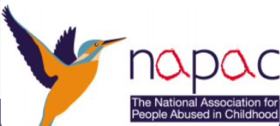 napac
The National Association for
People Abused in Childhood